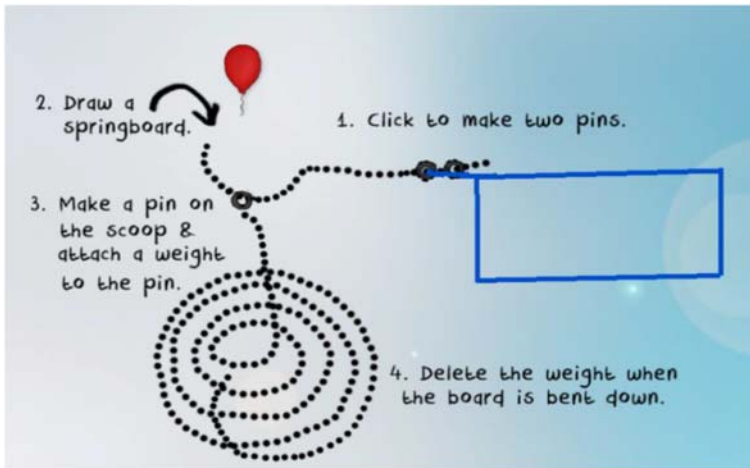 2. Draw a
springboard.
1. Click to make two pins.
3. Make a pin on
the scoop &
attach a weight
to the pin.
4. Delete the weight when
the board is bent down.